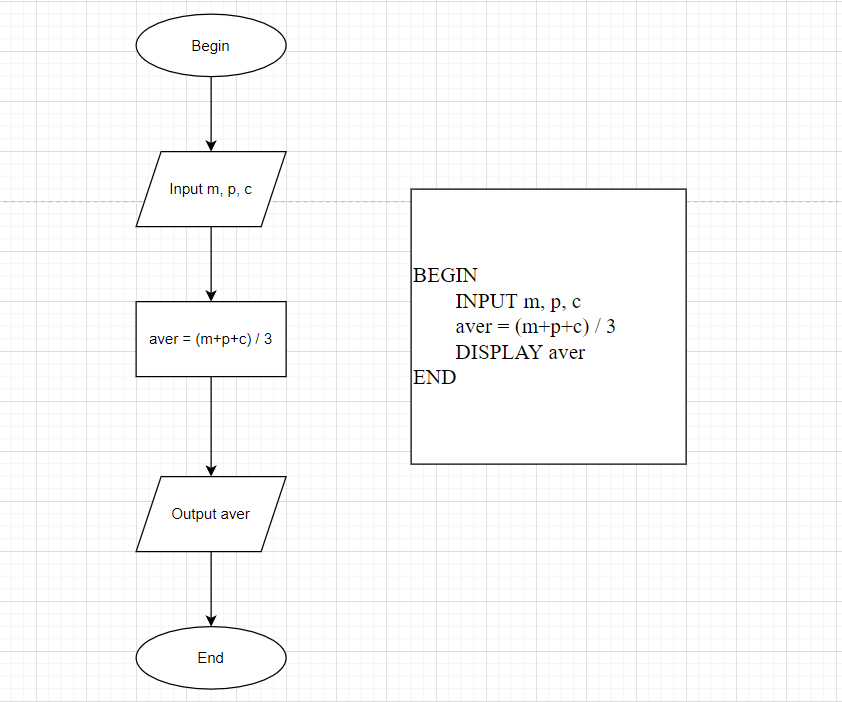 Begin
Input m, p, c
aver = (m+p+c) / 3
Output aver
End
BEGIN
INPUT m, p, c
aver = (m+p+c) / 3
DISPLAY aver
END